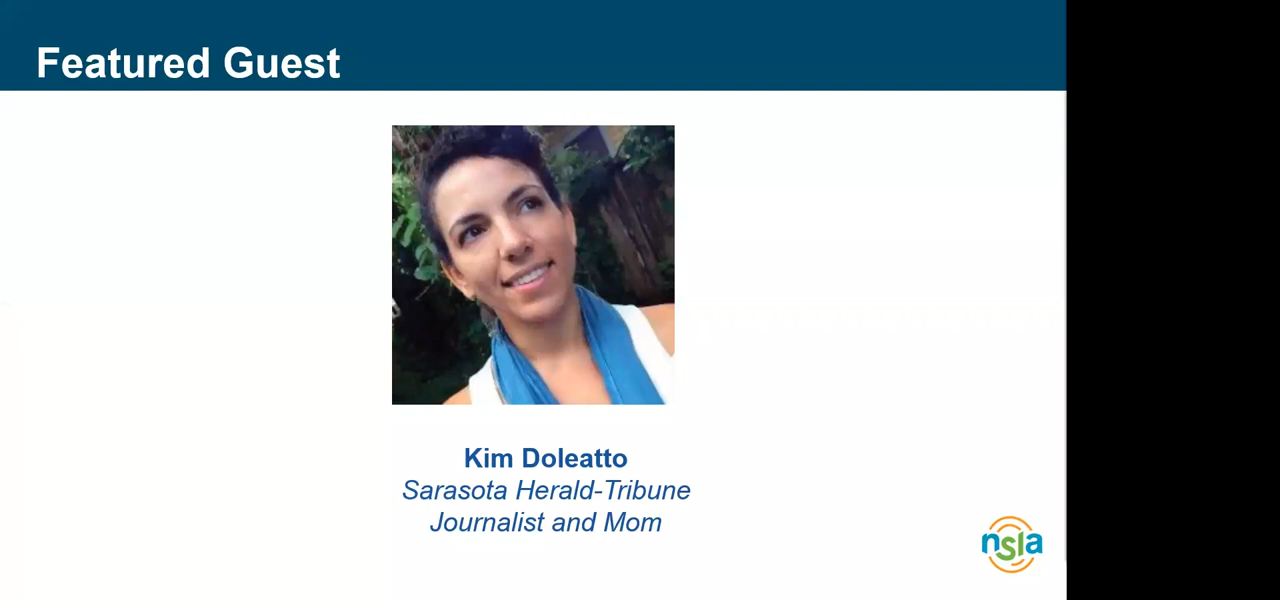 Featured Guest
Kim Doleatto
Sarasota Herald-Tribune
Journalist and Mom
nsla